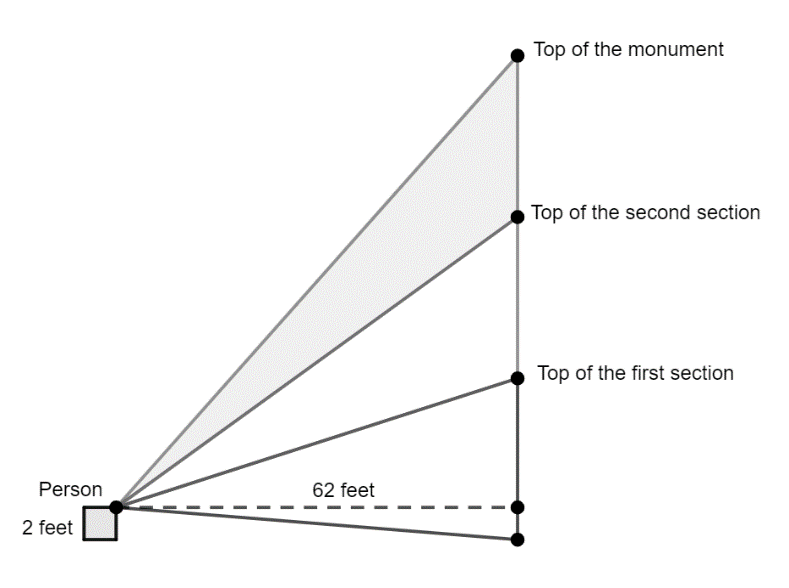 Top of the monument
Top of the second section
Top of the first section
Person
62 feet
2 feet